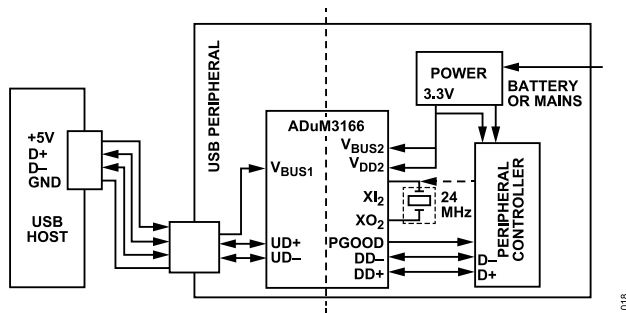 USB PERIPHERAL
POWER
3.3V
BATTERY
OR MAINS
ADuM3166
+5V
D+
D–
GND
USB
HOST
VBUS1
UD+
UD–
VBUS2
VDD2
XI2
XO2
24
MHz
PGOOD
DD–
DD+
PERIPHERAL
CONTROLLER
D–
D+
018